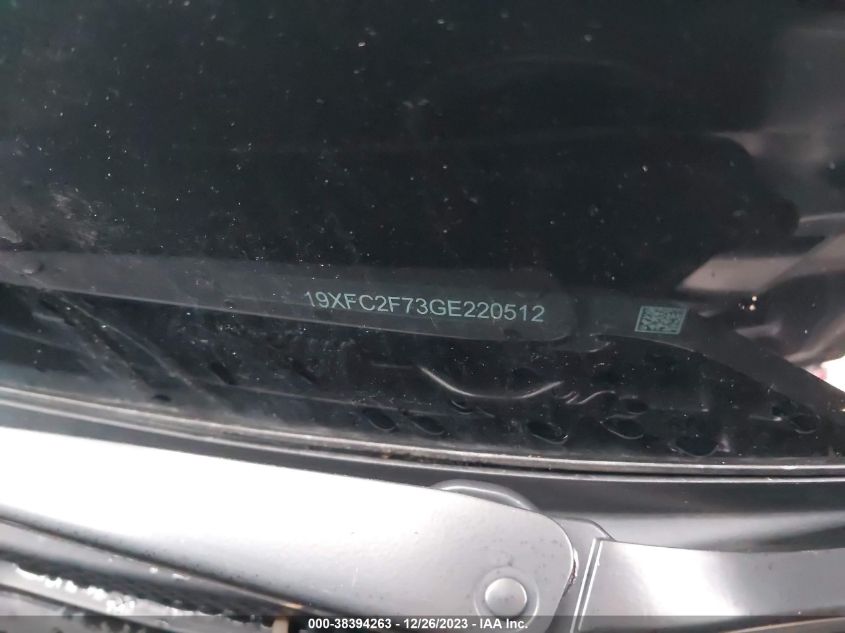 19XFC2F73GE220512
000-38394263 - 12/26/2023 - IAA Inc.